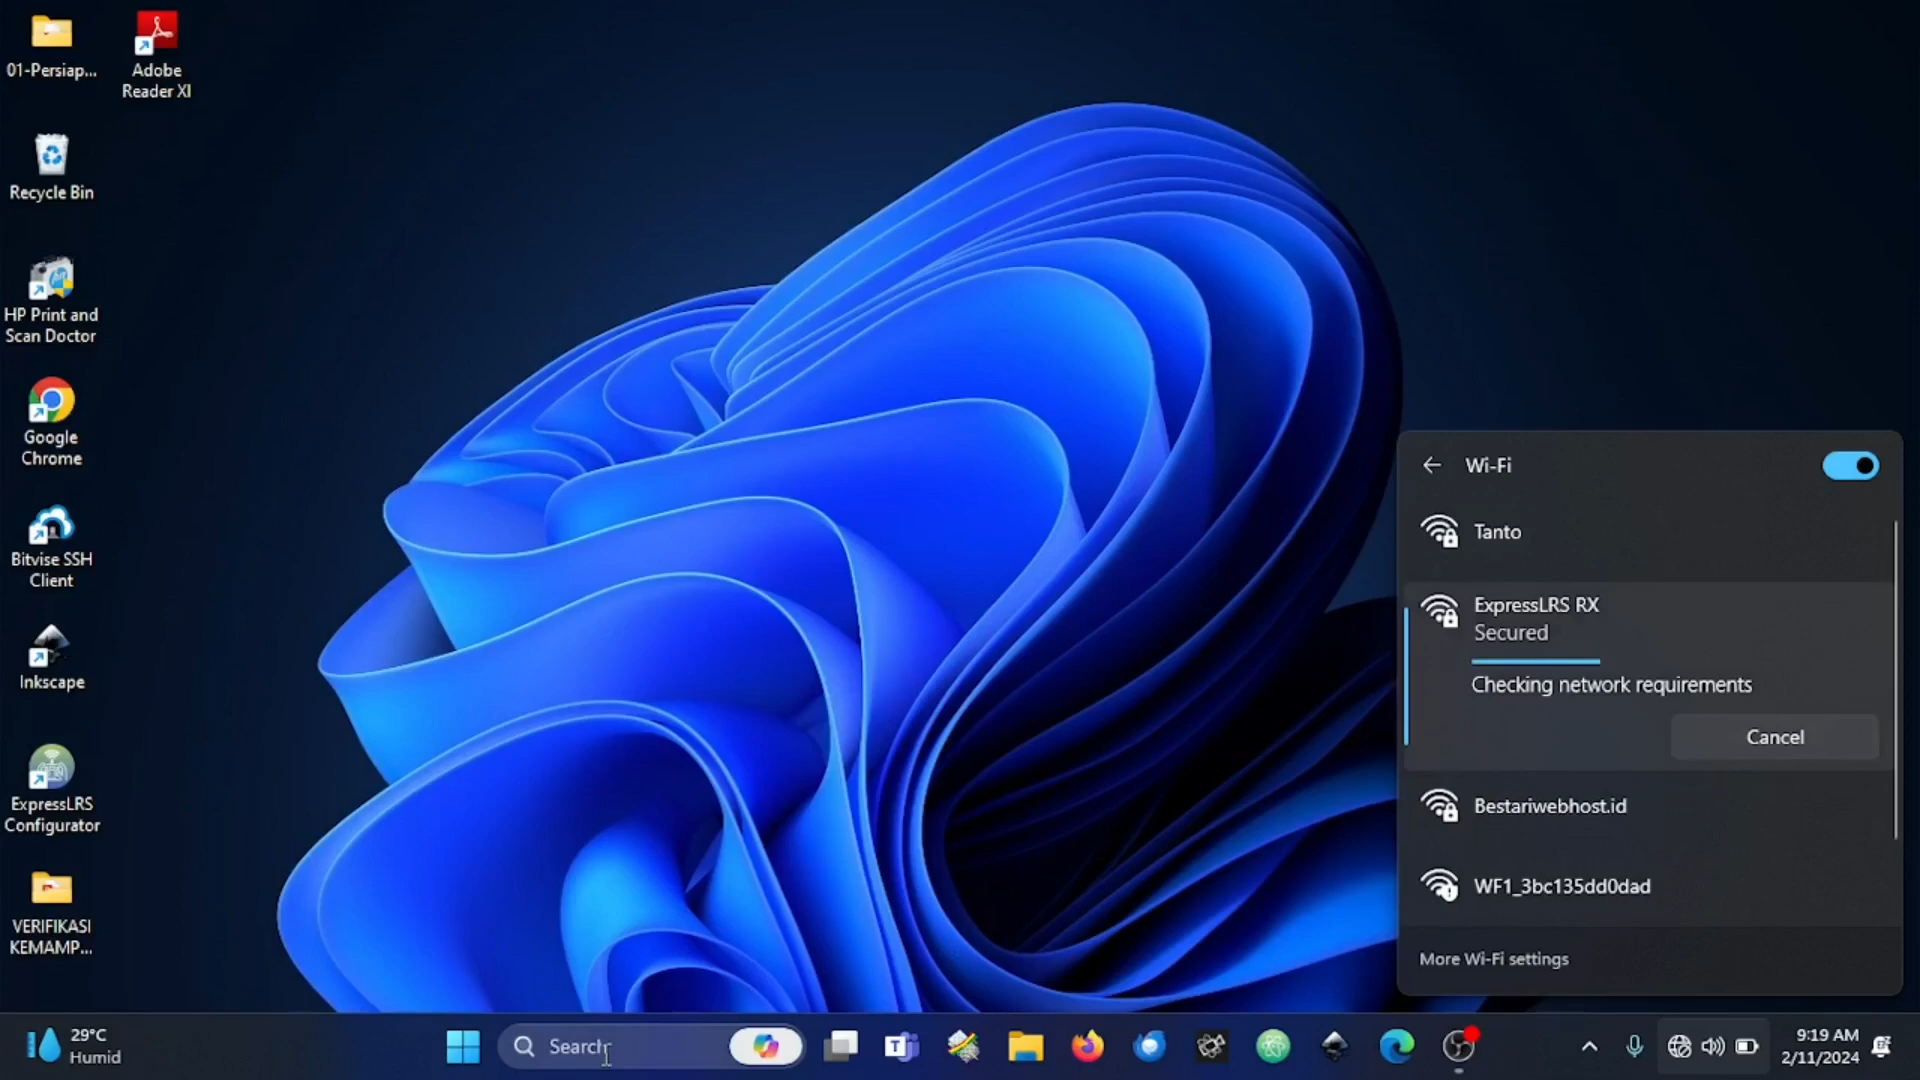 01-Persiap...
Adobe
Reader XI
Recycle Bin
HP Print and
Scan Doctor
Google
Chrome
Bitvise SSH
Client
Inkscape
ExpressLRS
Configurator
VERIFIKASI
KEMAMP...
Wi-Fi
Tanto
ExpressLRS RX
Secured
Checking network requirements
Cancel
Bestariwebhost.id
WF1_3bc135dd0dad
More Wi-Fi settings
29°C
Humid
Search
9:19 AM
2/11/2024